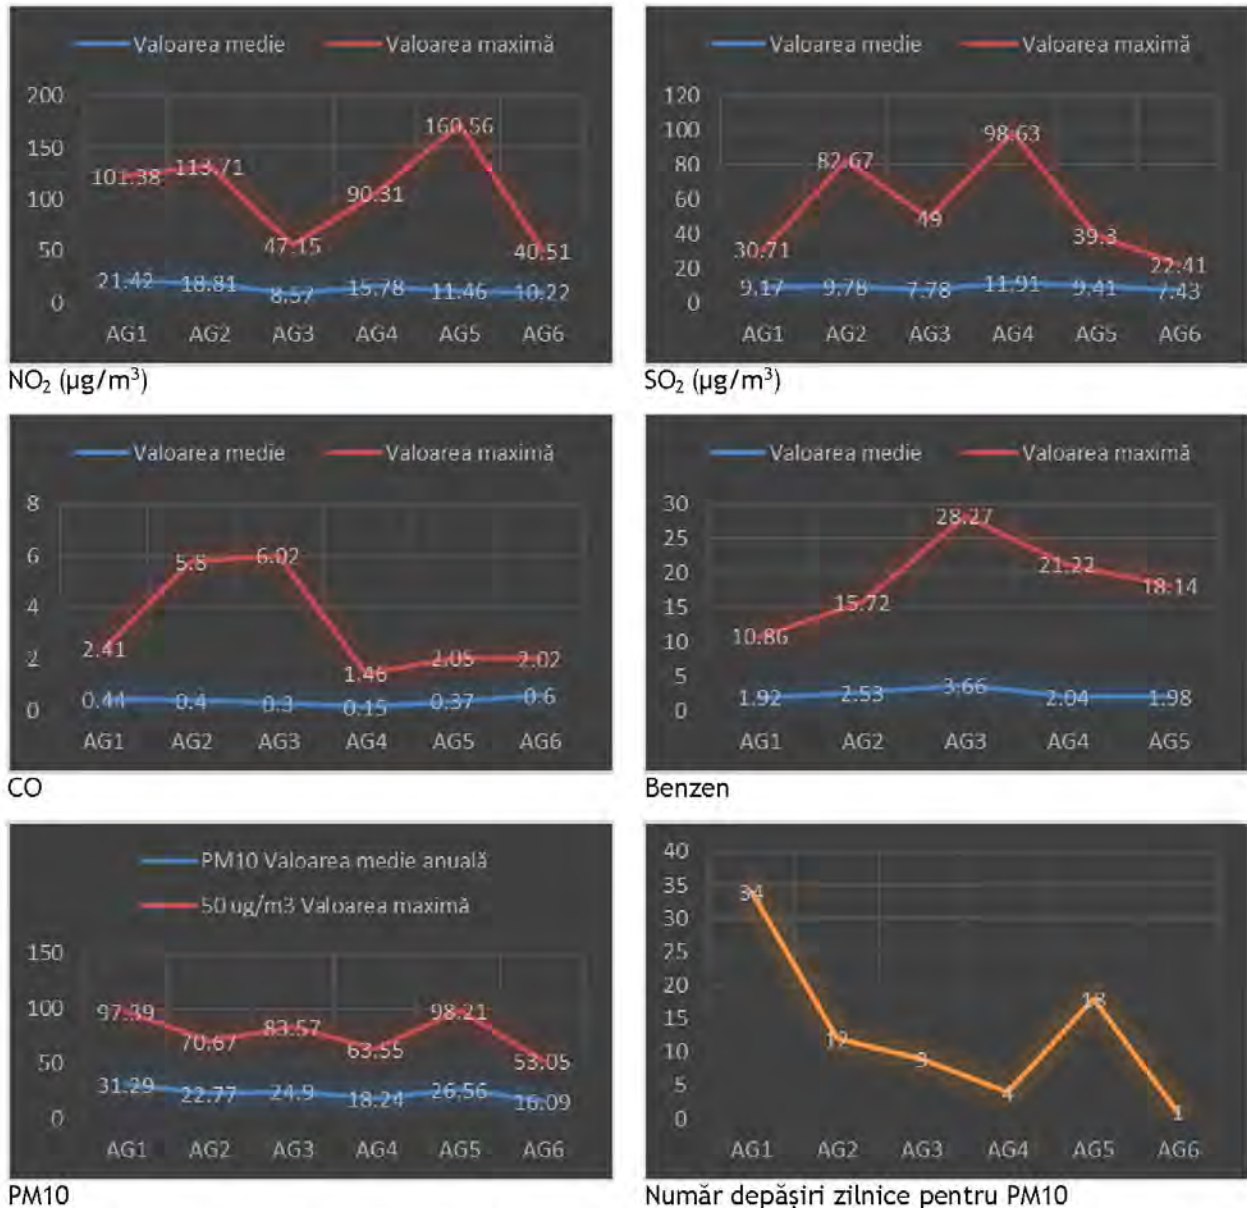 Valoarea medie Valoarea maximă
200
150
100
50
0
101.38 113.71 47.15 90.31 160.56 40.51
21.42 18.81 8.57 15.78 11.46 10.22
AG1 AG2 AG3 AG4 AG5 AG6
NO₂ (µg/m³)
Valoarea medie Valoarea maximă
120
100
80
60
40
20
0
30.71 82.67 49 98.63 39.3 22.41
9.17 9.78 7.78 11.91 9.41 7.43
AG1 AG2 AG3 AG4 AG5 AG6
SO₂ (µg/m³)
Valoarea medie Valoarea maximă
8
6
4
2
0
2.41 5.8 6.02 1.46 2.05 2.02
0.44 0.4 0.3 0.15 0.37 0.6
AG1 AG2 AG3 AG4 AG5 AG6
CO
Valoarea medie Valoarea maximă
30
25
20
15
10
5
0
10.86 15.72 28.27 21.22 18.14
1.92 2.53 3.66 2.04 1.98
AG1 AG2 AG3 AG4 AG5
Benzen
PM10 Valoarea medie anuală
50 ug/m3 Valoarea maximă
150
100
50
0
97.39 70.67 83.57 63.55 98.21 53.05
31.29 22.77 24.9 18.24 26.56 16.09
AG1 AG2 AG3 AG4 AG5 AG6
PM10
40
35
30
25
20
15
10
5
0
34 12 9 4 18 1
AG1 AG2 AG3 AG4 AG5 AG6
Număr depășiri zilnice pentru PM10